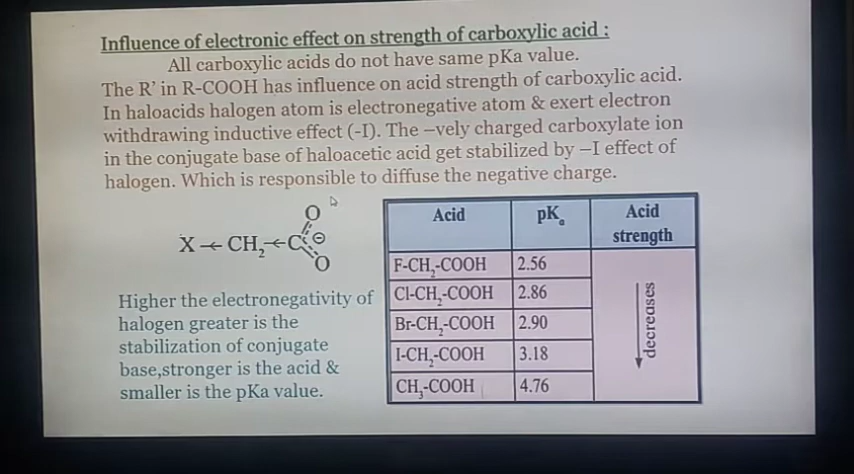 Influence of electronic effect on strength of carboxylic acid :
All carboxylic acids do not have same pKa value.
The R' in R-COOH has influence on acid strength of carboxylic acid.
In haloacids halogen atom is electronegative atom & exert electron
withdrawing inductive effect (-I). The –vely charged carboxylate ion
in the conjugate base of haloacetic acid get stabilized by –I effect of
halogen. Which is responsible to diffuse the negative charge.
O
X ← CH₂ ← C ⊖
O
Higher the electronegativity of
halogen greater is the
stabilization of conjugate
base,stronger is the acid &
smaller is the pKa value.
Acid pKₐ Acid strength
F-CH₂-COOH 2.56
Cl-CH₂-COOH 2.86
Br-CH₂-COOH 2.90
I-CH₂-COOH 3.18
CH₃-COOH 4.76
decreases